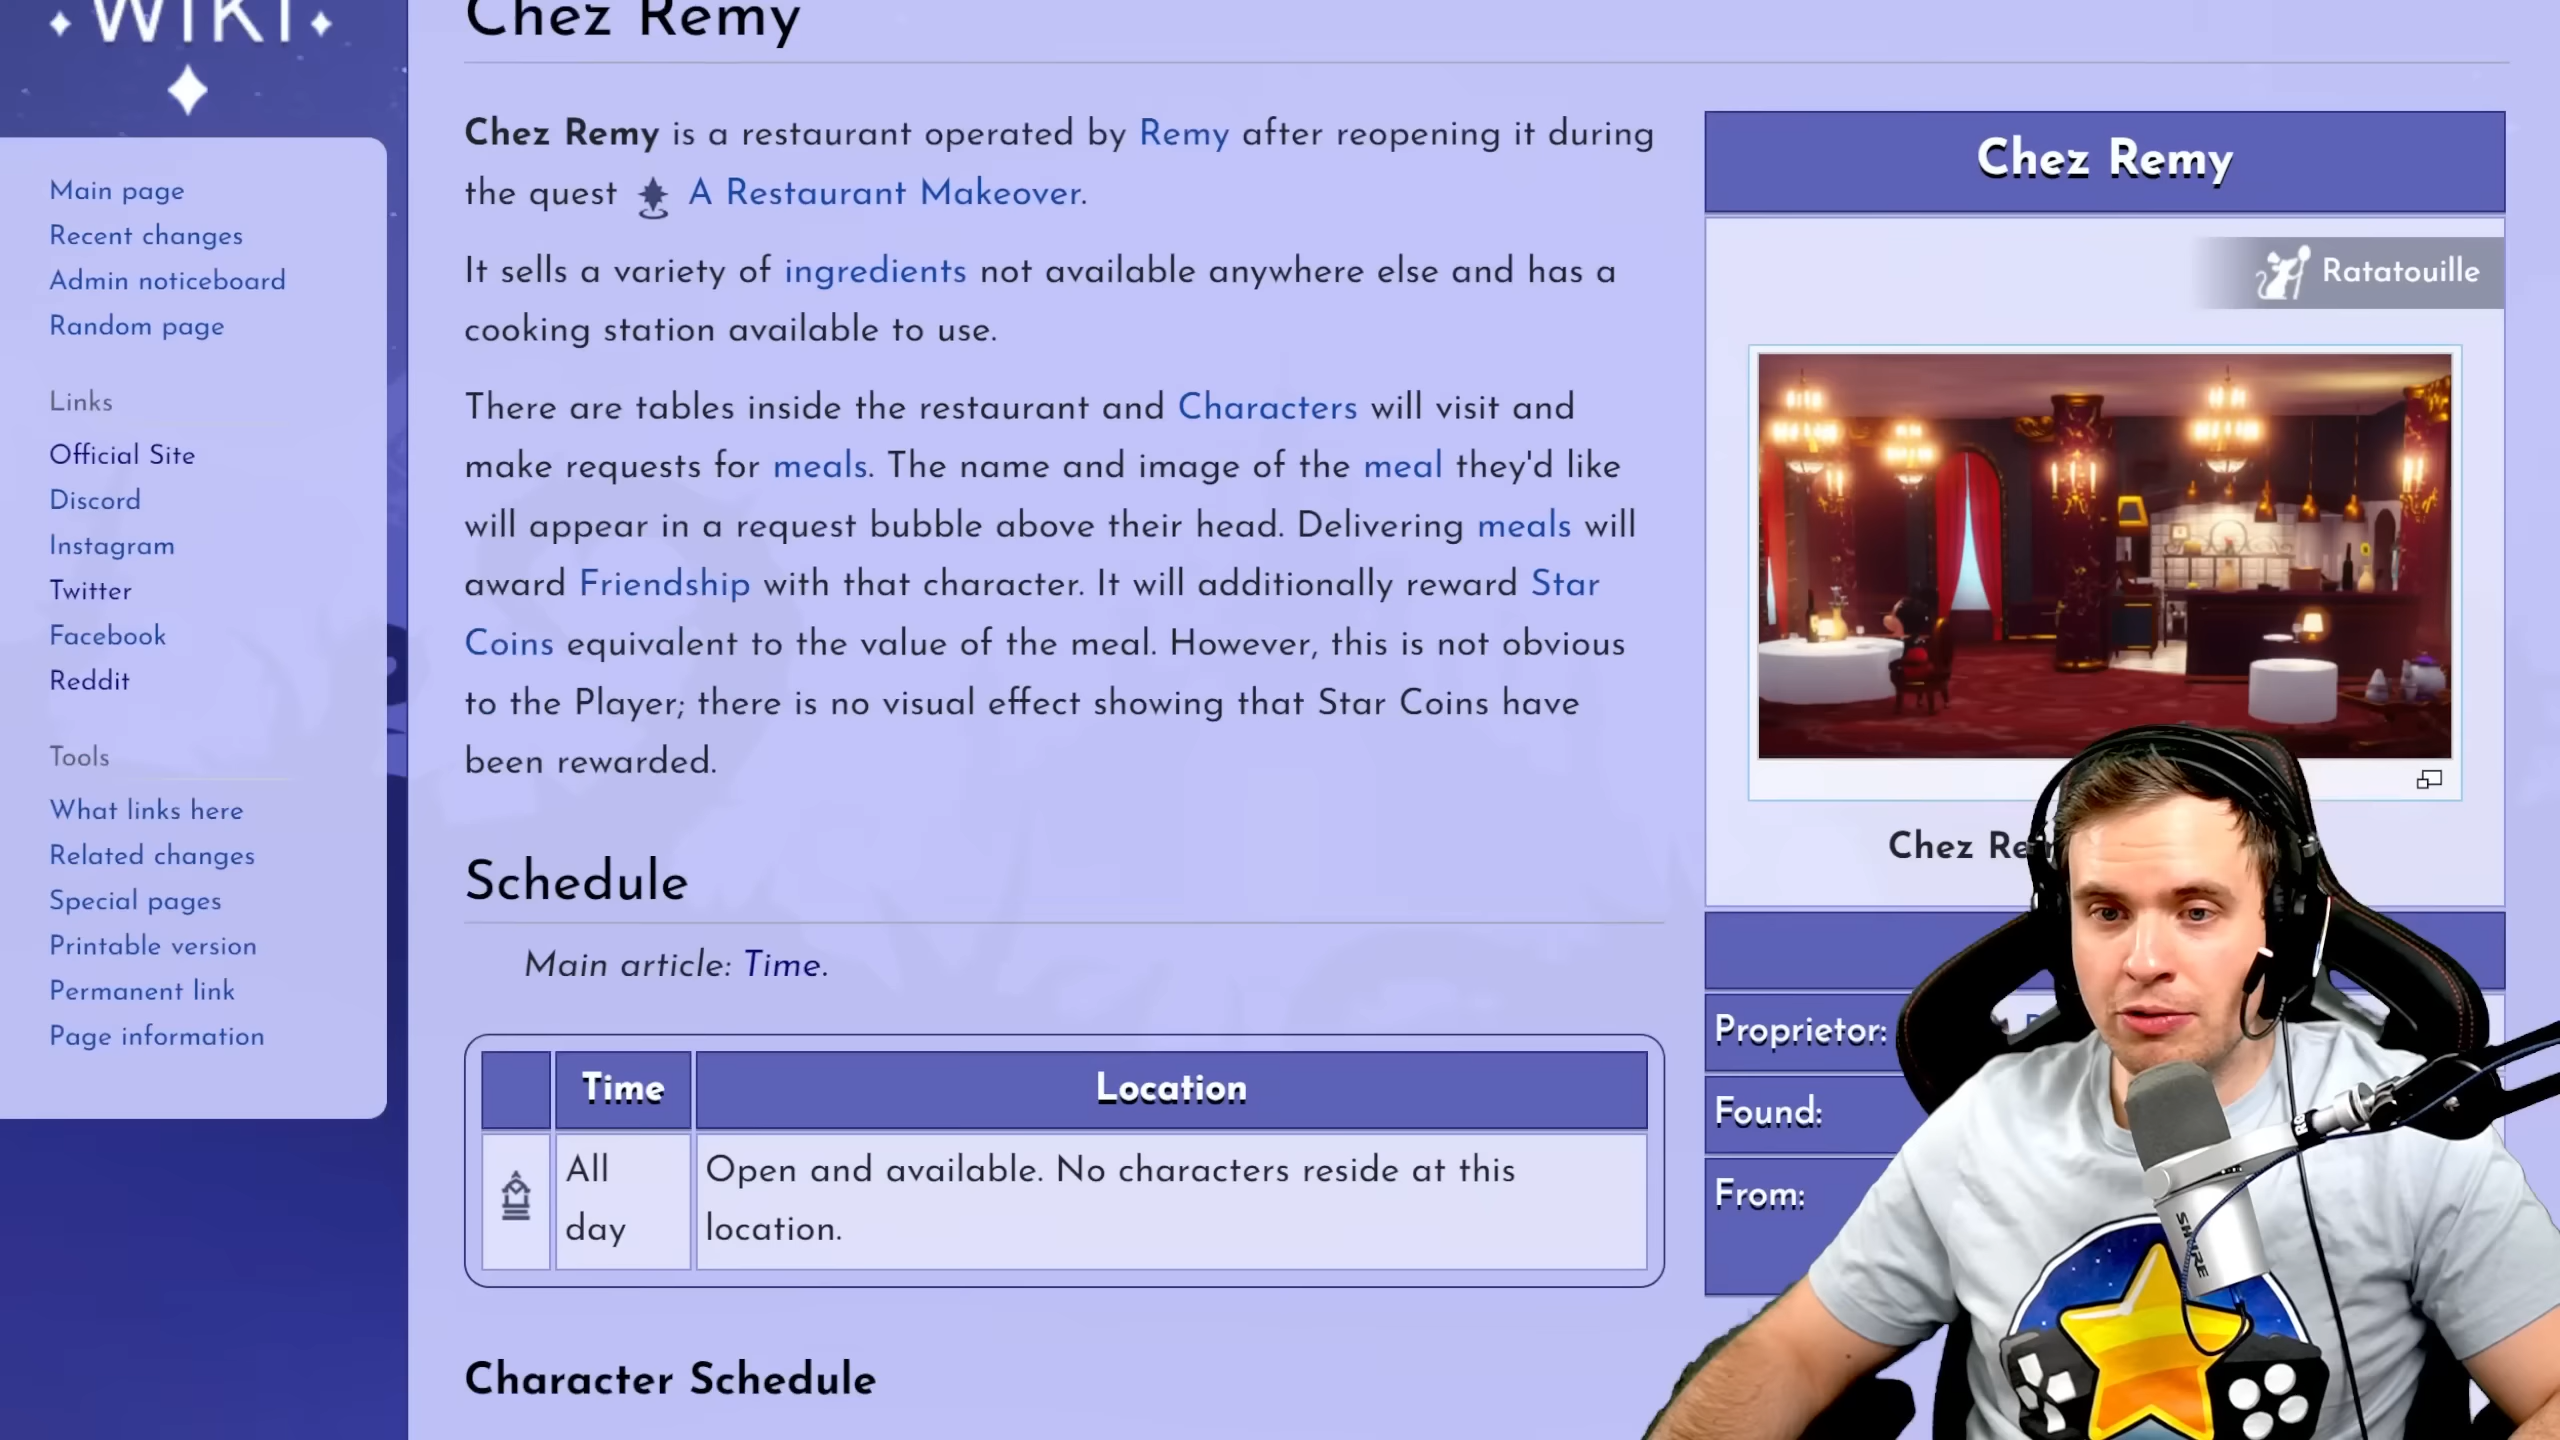 WIKI
Chez Remy
Main page
Recent changes
Admin noticeboard
Random page
Links
Official Site
Discord
Instagram
Twitter
Facebook
Reddit
Tools
What links here
Related changes
Special pages
Printable version
Permanent link
Page information
Chez Remy is a restaurant operated by Remy after reopening it during
the quest A Restaurant Makeover.
It sells a variety of ingredients not available anywhere else and has a
cooking station available to use.
There are tables inside the restaurant and Characters will visit and
make requests for meals. The name and image of the meal they'd like
will appear in a request bubble above their head. Delivering meals will
award Friendship with that character. It will additionally reward Star
Coins equivalent to the value of the meal. However, this is not obvious
to the Player; there is no visual effect showing that Star Coins have
been rewarded.
Schedule
Main article: Time.
Time Location
All Open and available. No characters reside at this
day location.
Character Schedule
Chez Remy
Ratatouille
Chez
Proprietor:
Found:
From:
SHURE